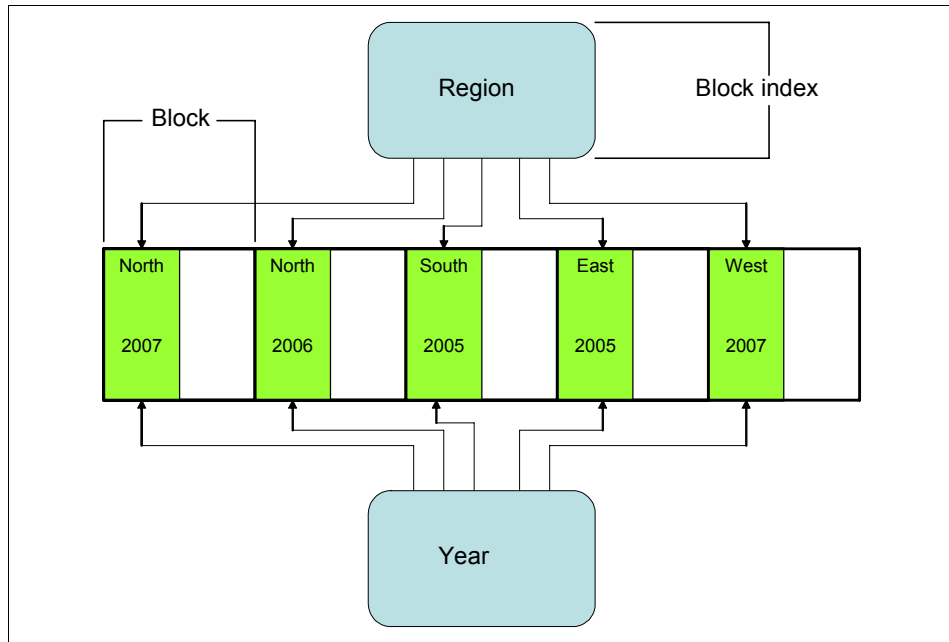 Region
Block index
Block
North
North
South
East
West
2007
2006
2005
2005
2007
Year